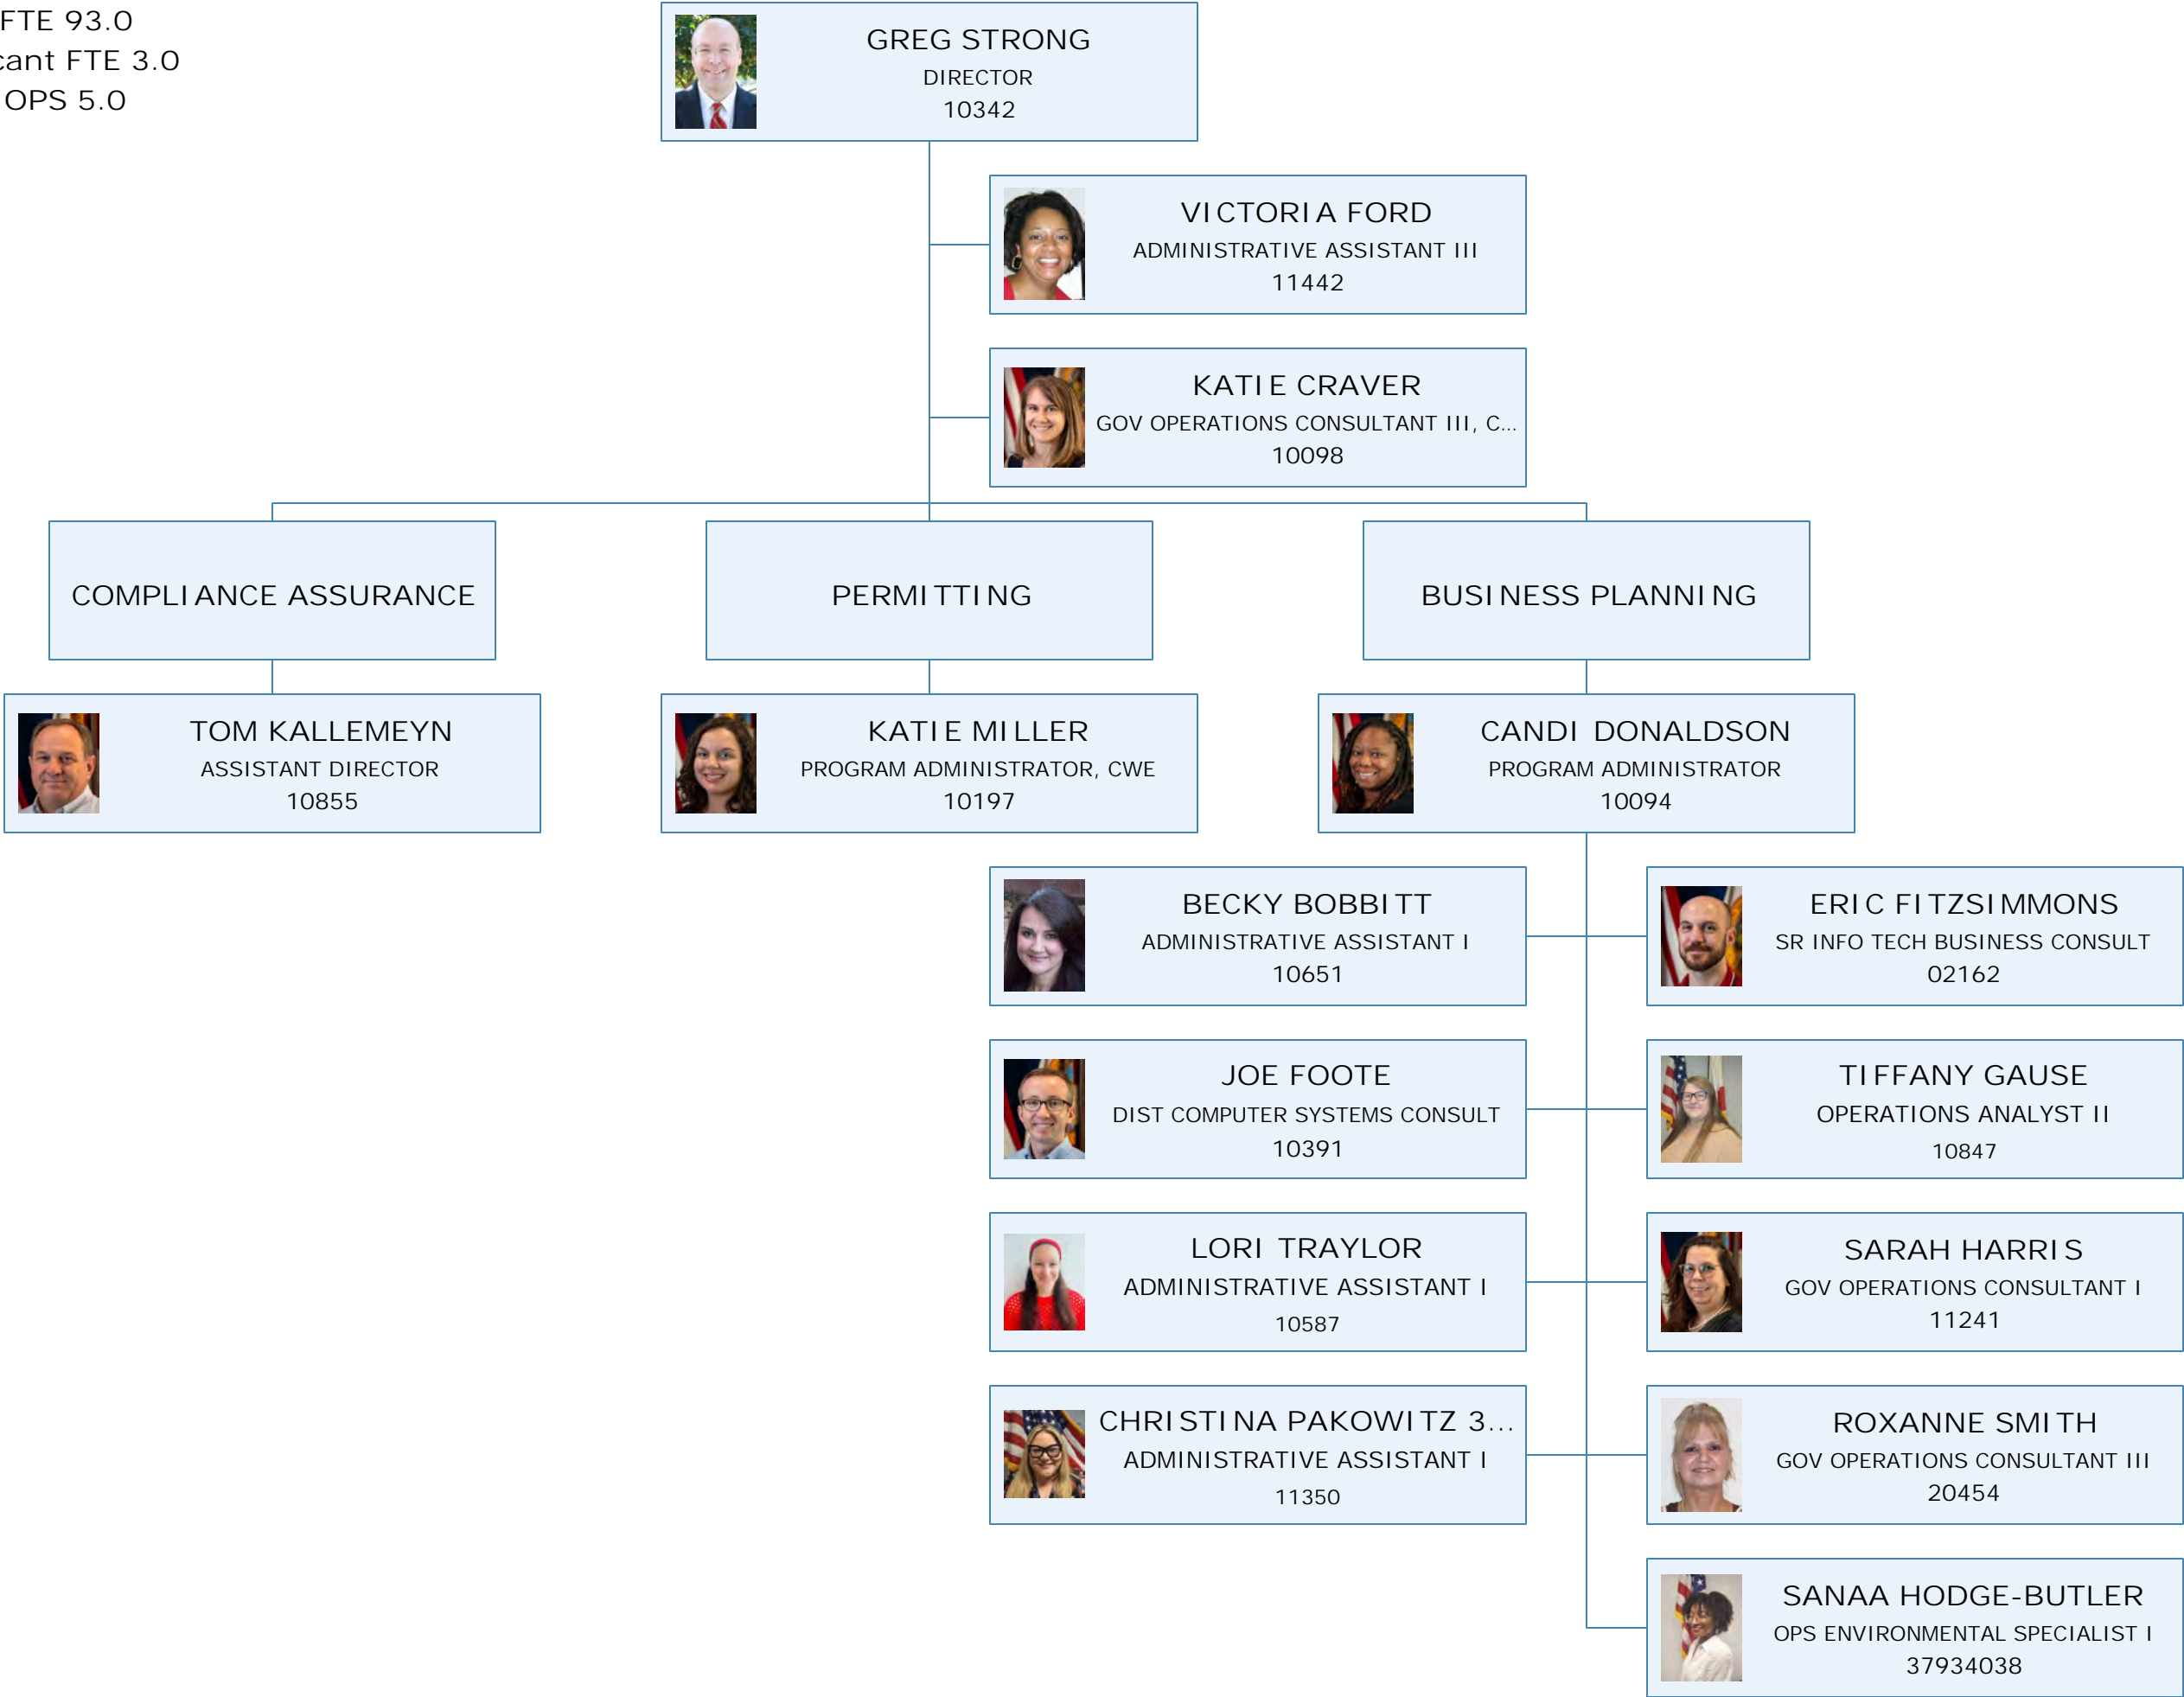 FTE 93.0
cant FTE 3.0
OPS 5.0
GREG STRONG
DIRECTOR
10342
VICTORIA FORD
ADMINISTRATIVE ASSISTANT III
11442
KATIE CRAVER
GOV OPERATIONS CONSULTANT III, C...
10098
COMPLIANCE ASSURANCE
PERMITTING
BUSINESS PLANNING
TOM KALLEMEYN
ASSISTANT DIRECTOR
10855
KATIE MILLER
PROGRAM ADMINISTRATOR, CWE
10197
CANDI DONALDSON
PROGRAM ADMINISTRATOR
10094
BECKY BOBBITT
ADMINISTRATIVE ASSISTANT I
10651
ERIC FITZSIMMONS
SR INFO TECH BUSINESS CONSULT
02162
JOE FOOTE
DIST COMPUTER SYSTEMS CONSULT
10391
TIFFANY GAUSE
OPERATIONS ANALYST II
10847
LORI TRAYLOR
ADMINISTRATIVE ASSISTANT I
10587
SARAH HARRIS
GOV OPERATIONS CONSULTANT I
11241
CHRISTINA PAKOWITZ 3...
ADMINISTRATIVE ASSISTANT I
11350
ROXANNE SMITH
GOV OPERATIONS CONSULTANT III
20454
SANAA HODGE-BUTLER
OPS ENVIRONMENTAL SPECIALIST I
37934038